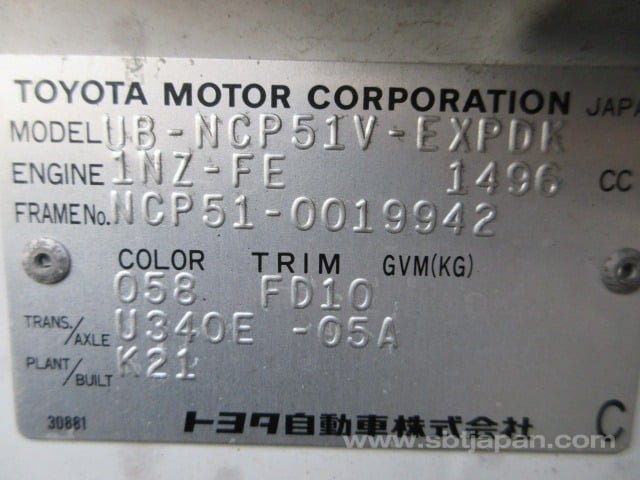 TOYOTA MOTOR CORPORATION JAPA
MODEL UB-NCP51V-EXPDK
ENGINE 1NZ-FE 1496 CC
FRAME No. NCP51-0019942
COLOR TRIM GVM(KG)
058 FD10
TRANS./AXLE U340E -05A
PLANT/BUILT K21
30881 トヨタ自動車株式会社 C
www.sbtjapan.com